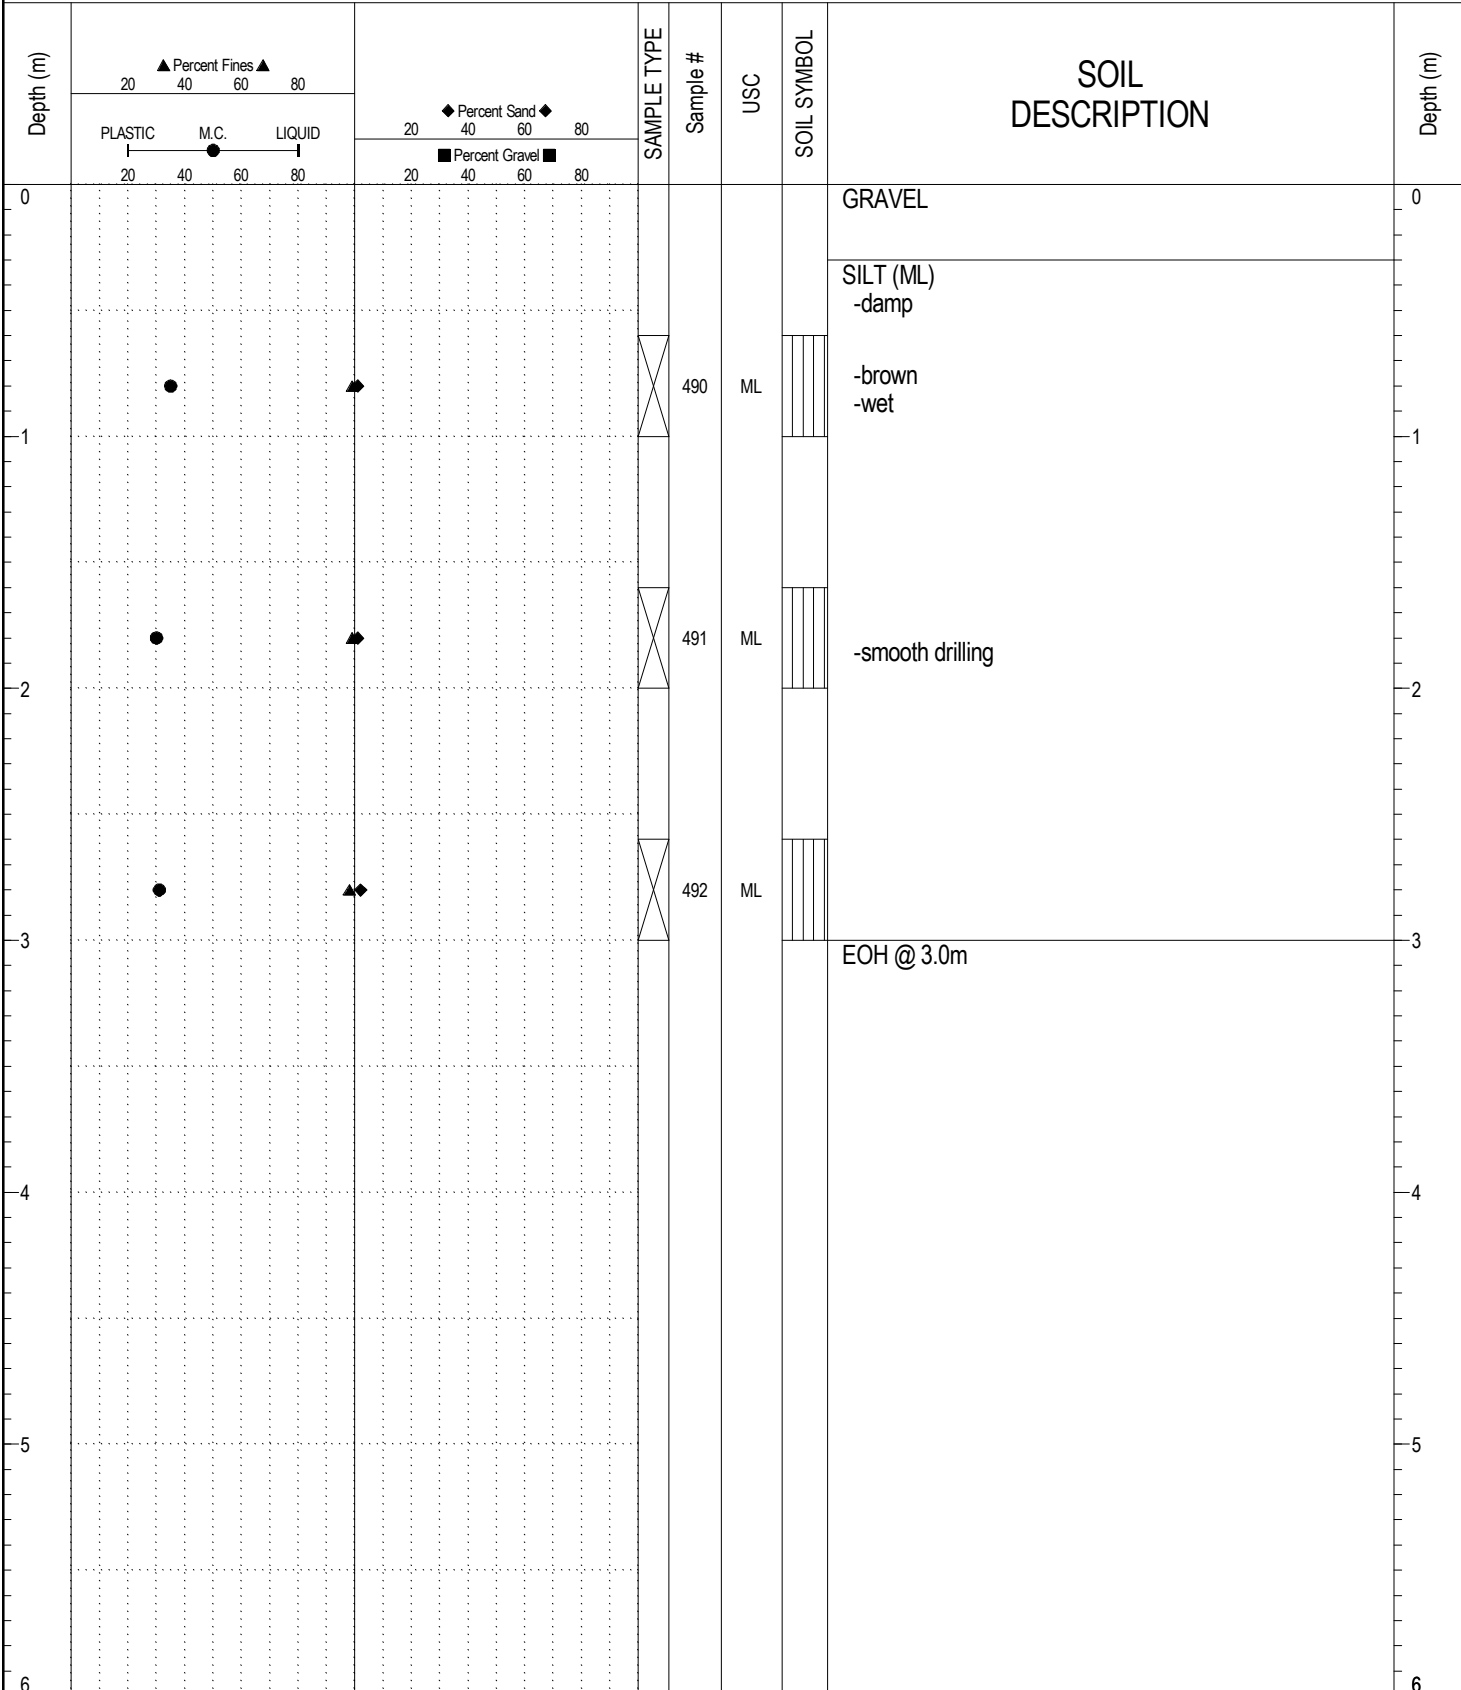 Depth (m)
▲ Percent Fines ▲
20 40 60 80
PLASTIC M.C. LIQUID
20 40 60 80
◆ Percent Sand ◆
20 40 60 80
■ Percent Gravel ■
20 40 60 80
SAMPLE TYPE
Sample #
USC
SOIL SYMBOL
SOIL
DESCRIPTION
Depth (m)
0 GRAVEL 0
SILT (ML)
-damp
-brown
490 ML
-wet
1 1
491 ML
-smooth drilling
2 2
492 ML
3 3
EOH @ 3.0m
4 4
5 5
6 6